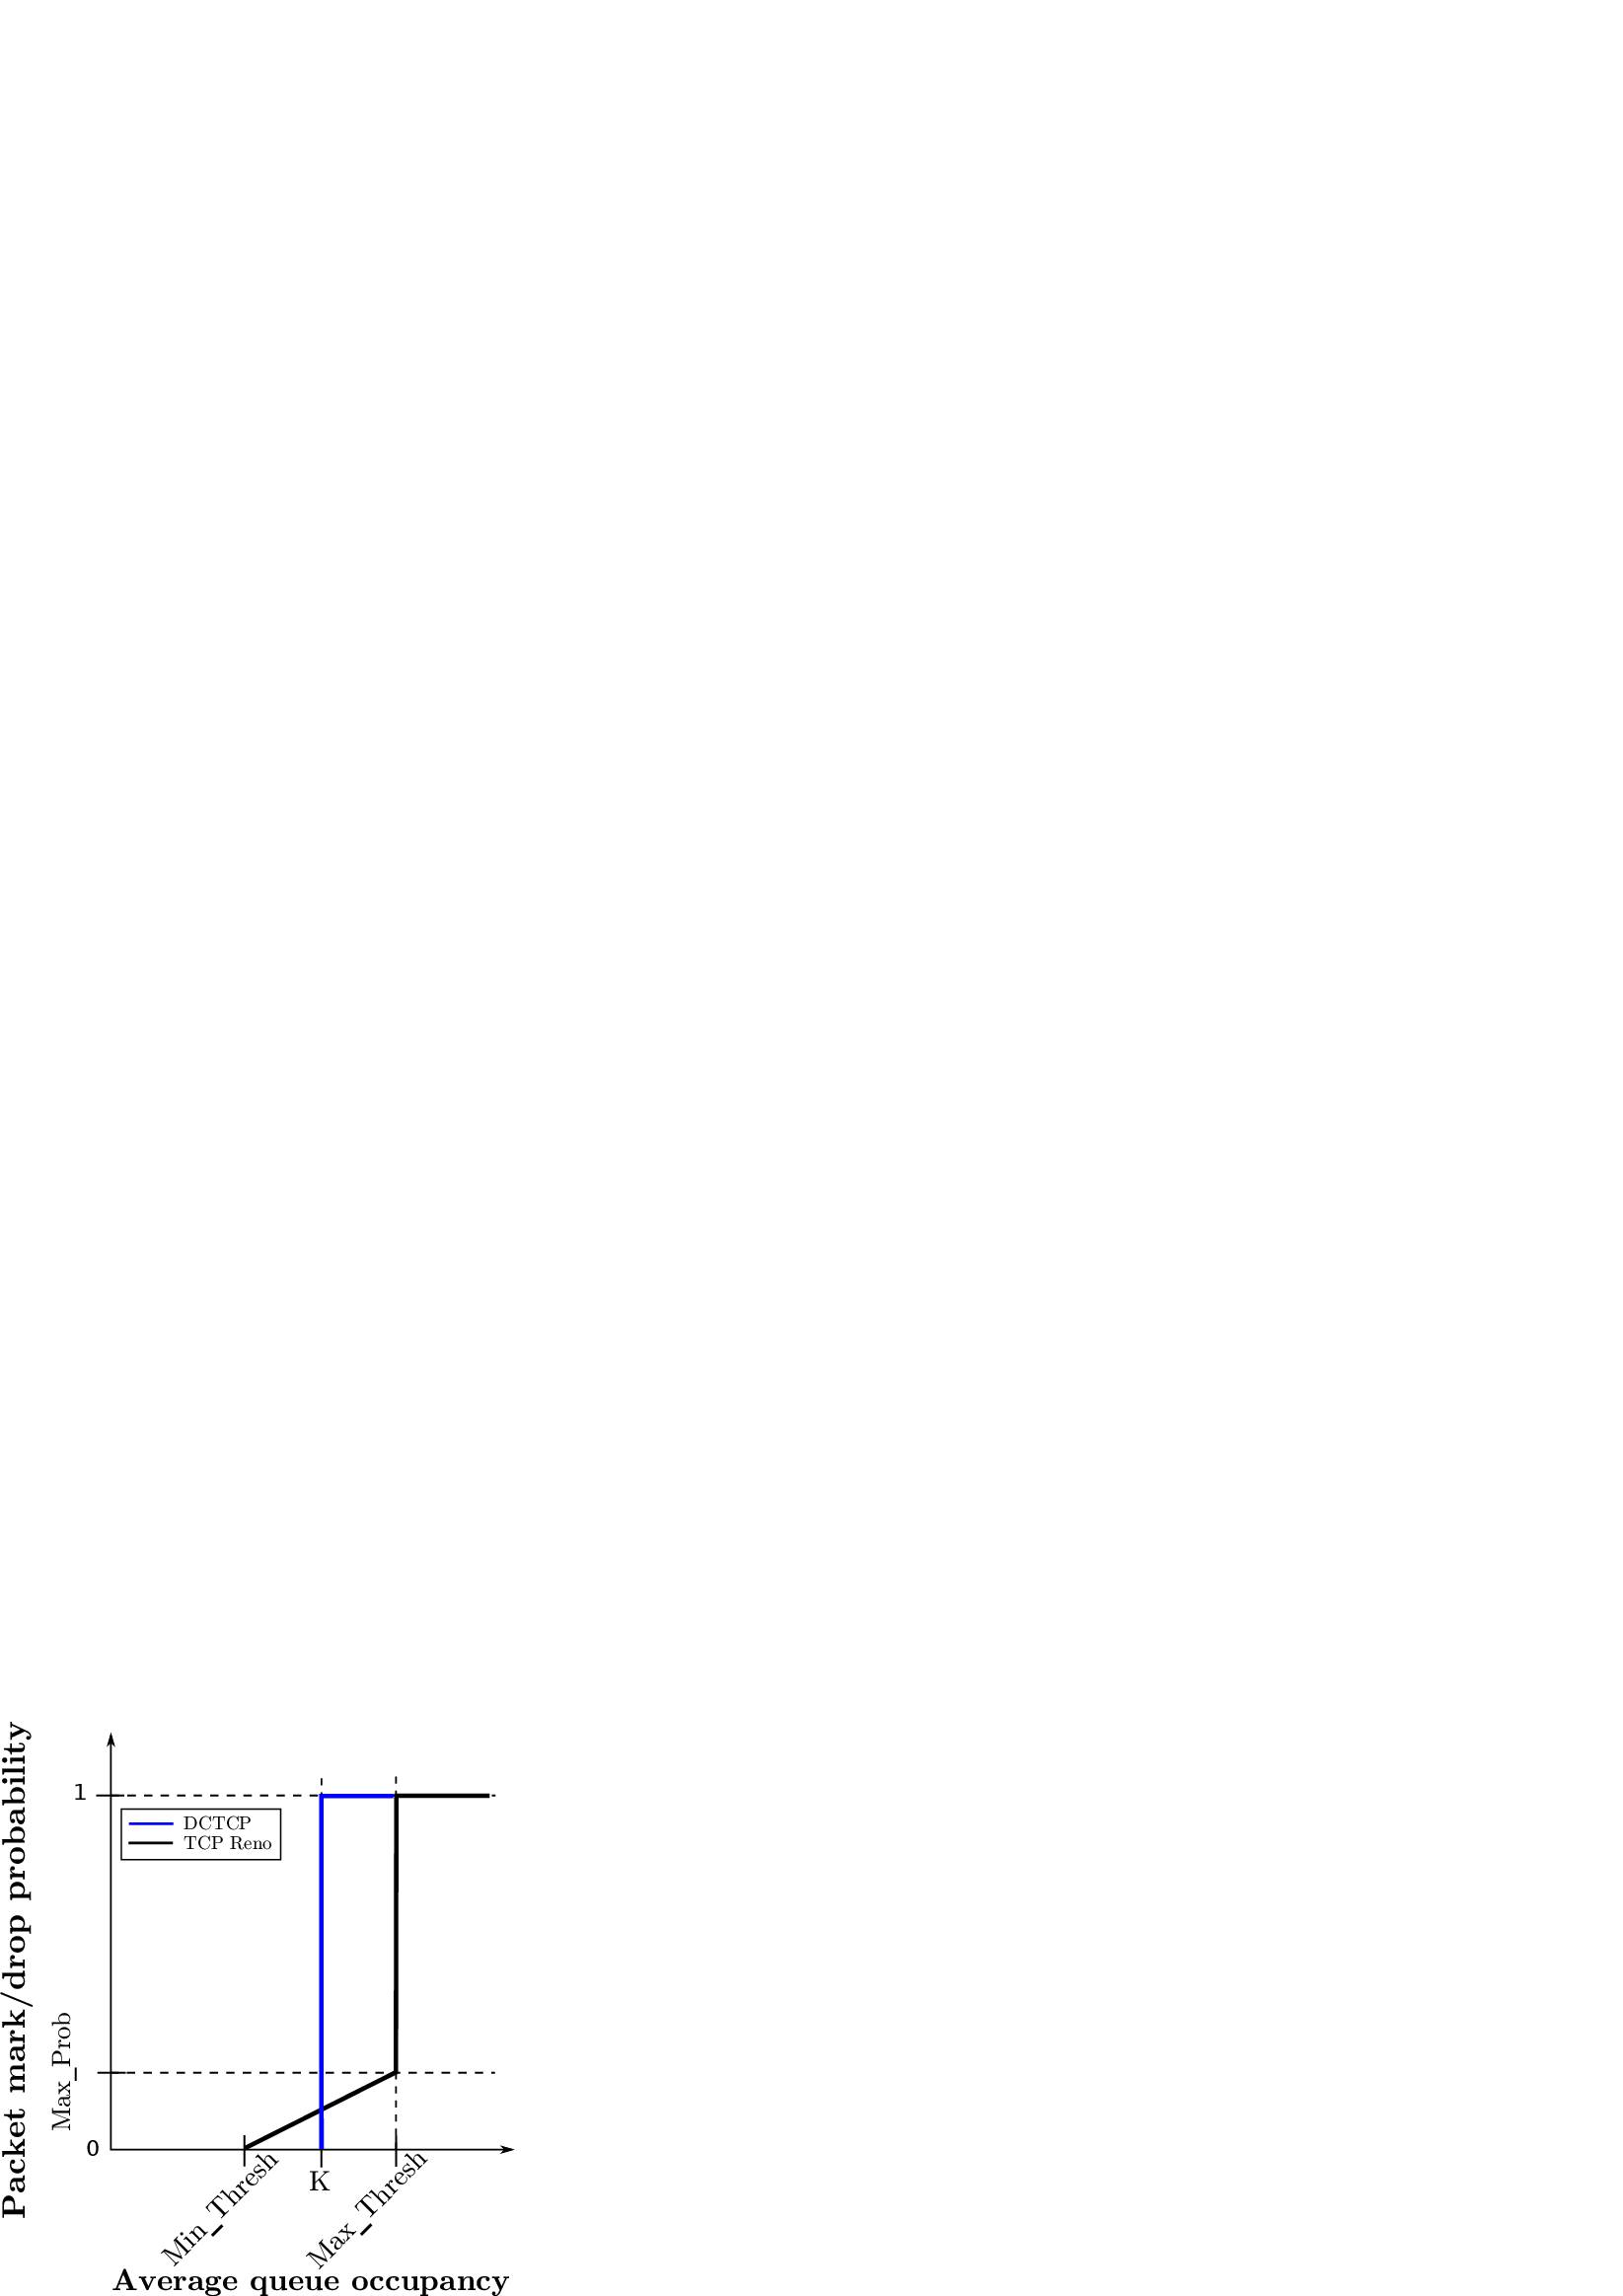 Packet mark/drop probability
1
DCTCP
TCP Reno
Max_Prob
0
Min_Thresh
K
Max_Thresh
Average queue occupancy